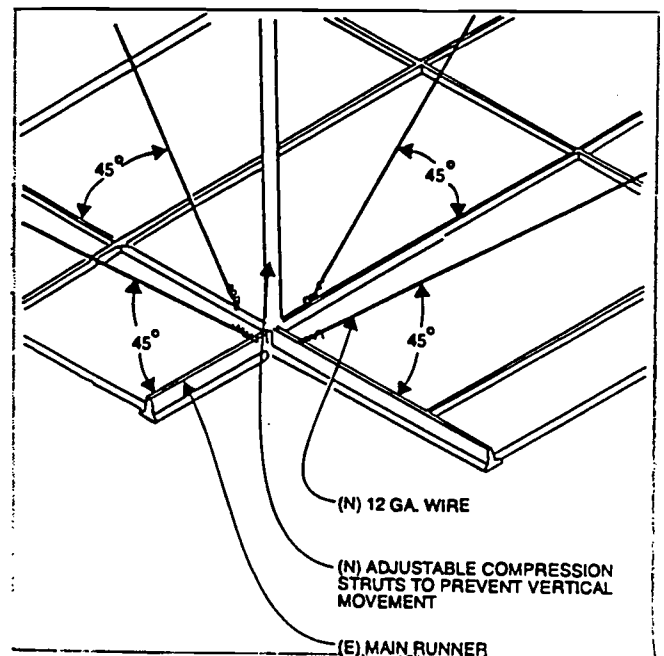 45°
45°
45°
45°
(N) 12 GA. WIRE
(N) ADJUSTABLE COMPRESSION
STRUTS TO PREVENT VERTICAL
MOVEMENT
(E) MAIN RUNNER